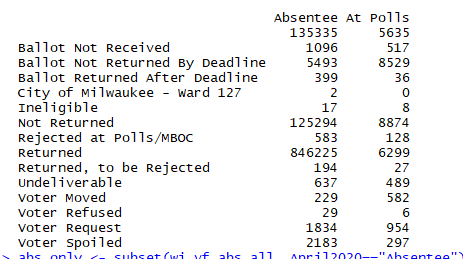 Absentee At Polls
135335 5635
Ballot Not Received 1096 517
Ballot Not Returned By Deadline 5493 8529
Ballot Returned After Deadline 399 36
City of Milwaukee - Ward 127 2 0
Ineligible 17 8
Not Returned 125294 8874
Rejected at Polls/MBOC 583 128
Returned 846225 6299
Returned, to be Rejected 194 27
Undeliverable 637 489
Voter Moved 229 582
Voter Refused 29 6
Voter Request 1834 954
Voter Spoiled 2183 297
> abs_only <- subset(wi_vf_abs_all, April2020=="Absentee")